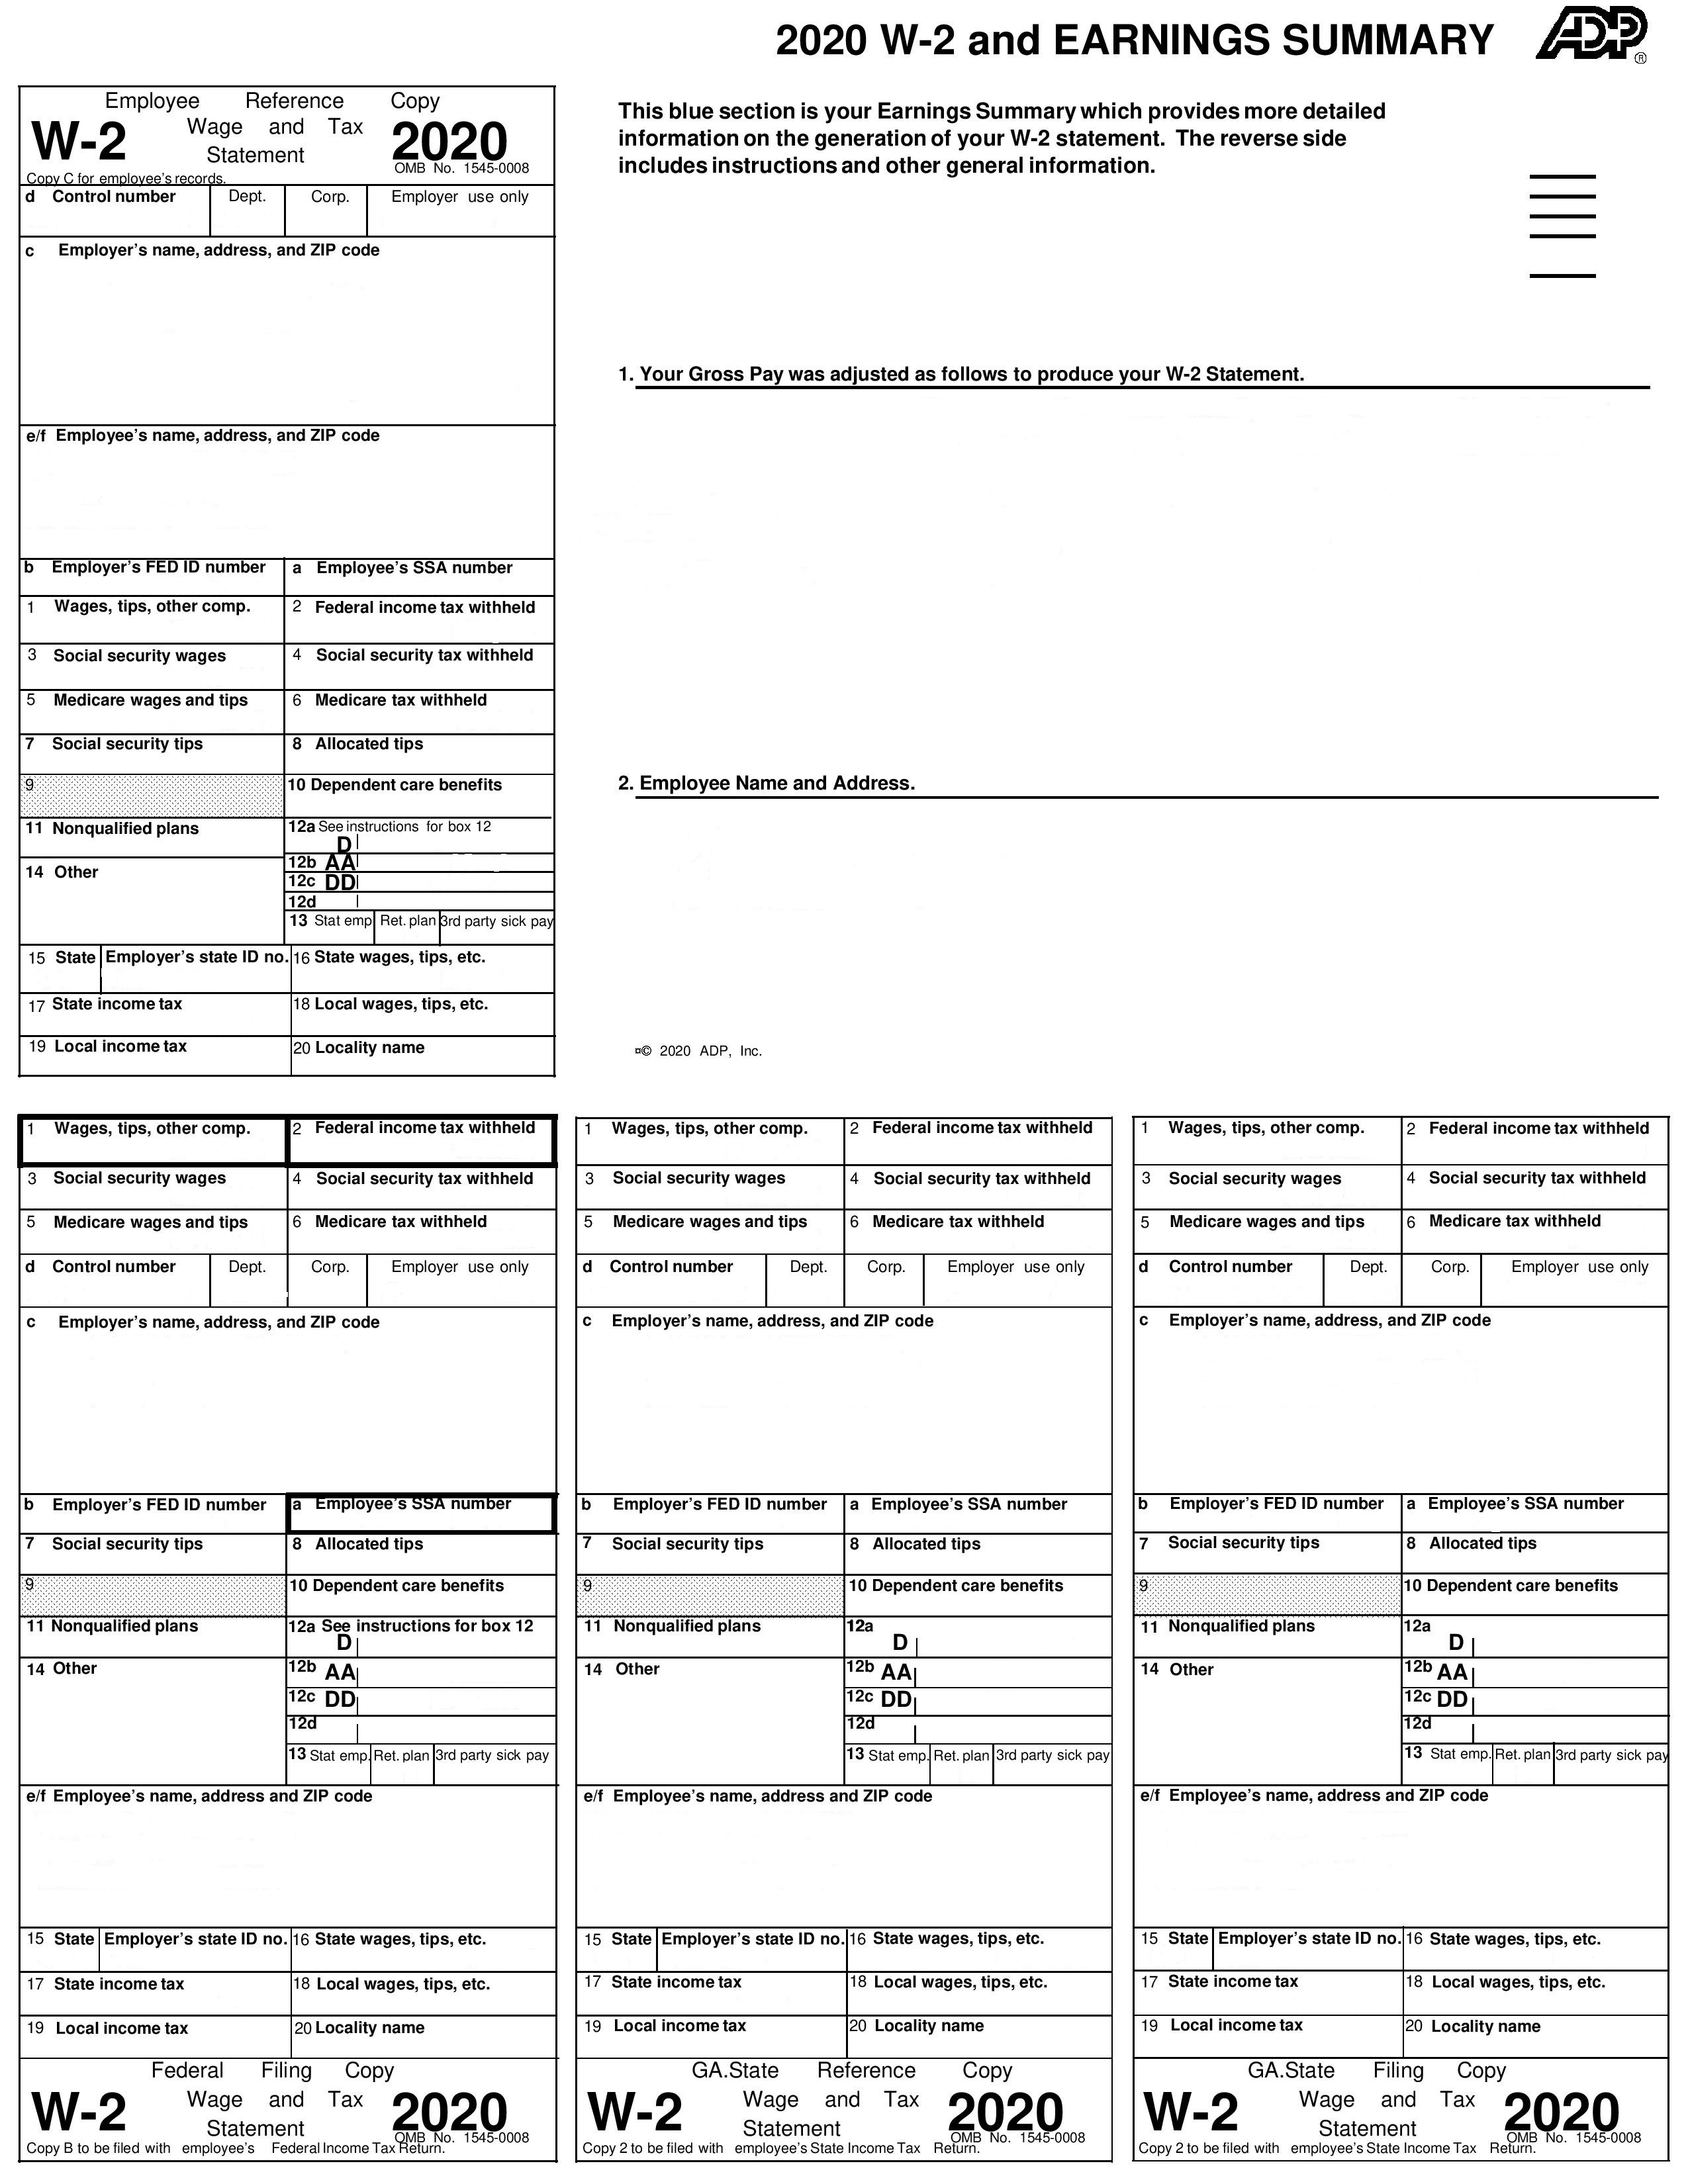 2020 W-2 and EARNINGS SUMMARY
ADP
®
Employee Reference Copy
W-2 Wage and Tax 2020
Statement
OMB No. 1545-0008
Copy C for employee's records.
d Control number Dept. Corp. Employer use only
c Employer's name, address, and ZIP code
e/f Employee's name, address, and ZIP code
b Employer's FED ID number a Employee's SSA number
1 Wages, tips, other comp. 2 Federal income tax withheld
3 Social security wages 4 Social security tax withheld
5 Medicare wages and tips 6 Medicare tax withheld
7 Social security tips 8 Allocated tips
9 10 Dependent care benefits
11 Nonqualified plans 12a See instructions for box 12
D
14 Other 12b AA
12c DD
12d
13 Stat emp Ret. plan 3rd party sick pay
15 State Employer's state ID no. 16 State wages, tips, etc.
17 State income tax 18 Local wages, tips, etc.
19 Local income tax 20 Locality name
This blue section is your Earnings Summary which provides more detailed
information on the generation of your W-2 statement. The reverse side
includes instructions and other general information.
1. Your Gross Pay was adjusted as follows to produce your W-2 Statement.
2. Employee Name and Address.
¤© 2020 ADP, Inc.
1 Wages, tips, other comp. 2 Federal income tax withheld
3 Social security wages 4 Social security tax withheld
5 Medicare wages and tips 6 Medicare tax withheld
d Control number Dept. Corp. Employer use only
c Employer's name, address, and ZIP code
b Employer's FED ID number a Employee's SSA number
7 Social security tips 8 Allocated tips
9 10 Dependent care benefits
11 Nonqualified plans 12a See instructions for box 12
D
14 Other 12b AA
12c DD
12d
13 Stat emp. Ret. plan 3rd party sick pay
e/f Employee's name, address and ZIP code
15 State Employer's state ID no. 16 State wages, tips, etc.
17 State income tax 18 Local wages, tips, etc.
19 Local income tax 20 Locality name
Federal Filing Copy
W-2 Wage and Tax 2020
Statement
OMB No. 1545-0008
Copy B to be filed with employee's Federal Income Tax Return.
1 Wages, tips, other comp. 2 Federal income tax withheld
3 Social security wages 4 Social security tax withheld
5 Medicare wages and tips 6 Medicare tax withheld
d Control number Dept. Corp. Employer use only
c Employer's name, address, and ZIP code
b Employer's FED ID number a Employee's SSA number
7 Social security tips 8 Allocated tips
9 10 Dependent care benefits
11 Nonqualified plans 12a
D
14 Other 12b AA
12c DD
12d
13 Stat emp. Ret. plan 3rd party sick pay
e/f Employee's name, address and ZIP code
15 State Employer's state ID no. 16 State wages, tips, etc.
17 State income tax 18 Local wages, tips, etc.
19 Local income tax 20 Locality name
GA.State Reference Copy
W-2 Wage and Tax 2020
Statement
OMB No. 1545-0008
Copy 2 to be filed with employee's State Income Tax Return.
1 Wages, tips, other comp. 2 Federal income tax withheld
3 Social security wages 4 Social security tax withheld
5 Medicare wages and tips 6 Medicare tax withheld
d Control number Dept. Corp. Employer use only
c Employer's name, address, and ZIP code
b Employer's FED ID number a Employee's SSA number
7 Social security tips 8 Allocated tips
9 10 Dependent care benefits
11 Nonqualified plans 12a
D
14 Other 12b AA
12c DD
12d
13 Stat emp. Ret. plan 3rd party sick pay
e/f Employee's name, address and ZIP code
15 State Employer's state ID no. 16 State wages, tips, etc.
17 State income tax 18 Local wages, tips, etc.
19 Local income tax 20 Locality name
GA.State Filing Copy
W-2 Wage and Tax 2020
Statement
OMB No. 1545-0008
Copy 2 to be filed with employee's State Income Tax Return.